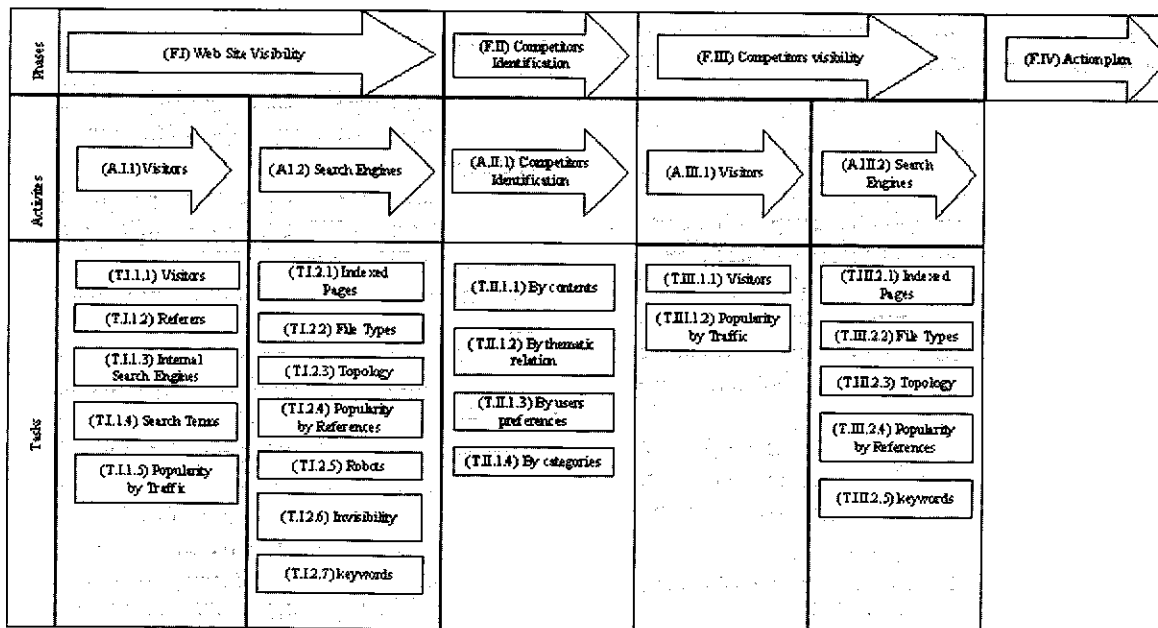 Phases
(F.I) Web Site Visibility
(F.II) Competitors
Identification
(F.III) Competitors visibility
(F.IV) Action plan
Activites
(A.I.1) Visitors
(A.I.2) Search Engines
(A.II.1) Competitors
Identification
(A.III.1) Visitors
(A.III.2) Search
Engines
Tasks
(T.I.1.1) Visitors
(T.I.1.2) Referers
(T.I.1.3) Internal
Search Engines
(T.I.1.4) Search Terms
(T.I.1.5) Popularity
by Traffic
(T.I.2.1) Indexed
Pages
(T.I.2.2) File Types
(T.I.2.3) Topology
(T.I.2.4) Popularity
by References
(T.I.2.5) Robots
(T.I.2.6) Invisibility
(T.I.2.7) keywords
(T.II.1.1) By contents
(T.II.1.2) By thematic
relation
(T.II.1.3) By users
preferences
(T.II.1.4) By categories
(T.III.1.1) Visitors
(T.III.1.2) Popularity
by Traffic
(T.III.2.1) Indexed
Pages
(T.III.2.2) File Types
(T.III.2.3) Topology
(T.III.2.4) Popularity
by References
(T.III.2.5) keywords